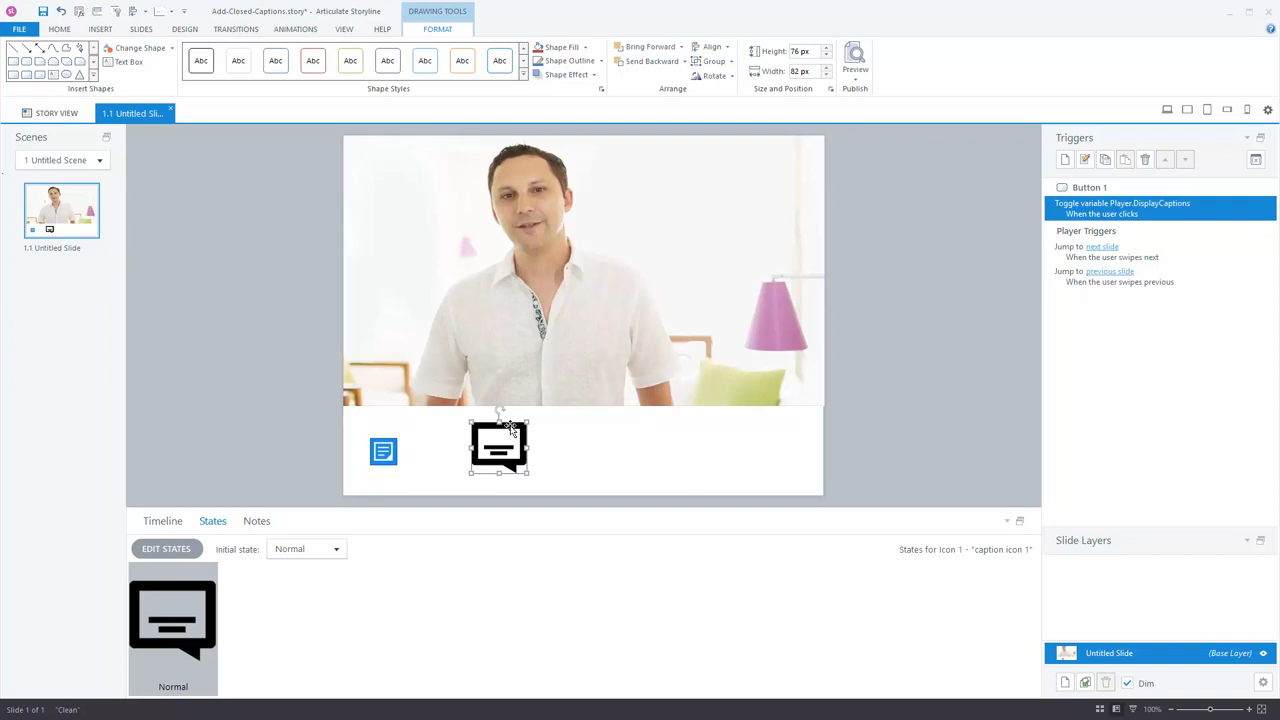 Add-Closed-Captions.story* - Articulate Storyline
DRAWING TOOLS
FILE
HOME
INSERT
SLIDES
DESIGN
TRANSITIONS
ANIMATIONS
VIEW
HELP
FORMAT
Change Shape
Text Box
Insert Shapes
Abc Abc Abc Abc Abc Abc Abc Abc Abc
Shape Styles
Shape Fill
Shape Outline
Shape Effect
Bring Forward
Send Backward
Align
Group
Rotate
Arrange
Height: 76 px
Width: 82 px
Size and Position
Preview
Publish
STORY VIEW
1.1 Untitled Sli...
Scenes
1 Untitled Scene
1.1 Untitled Slide
Triggers
Button 1
Toggle variable Player.DisplayCaptions
When the user clicks
Player Triggers
Jump to next slide
When the user swipes next
Jump to previous slide
When the user swipes previous
Timeline
States
Notes
EDIT STATES
Initial state:
Normal
States for Icon 1 - "caption icon 1"
Normal
Slide Layers
Untitled Slide
(Base Layer)
Dim
Slide 1 of 1
"Clean"
100%